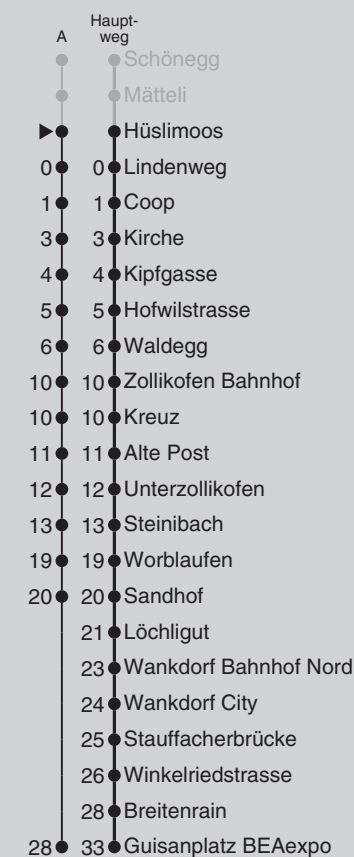 A Haupt-
weg
Schönegg
Mätteli
Hüslimoos
0 0 Lindenweg
1 1 Coop
3 3 Kirche
4 4 Kipfgasse
5 5 Hofwilstrasse
6 6 Waldegg
10 10 Zollikofen Bahnhof
10 10 Kreuz
11 11 Alte Post
12 12 Unterzollikofen
13 13 Steinibach
19 19 Worblaufen
20 20 Sandhof
21 Löchligut
23 Wankdorf Bahnhof Nord
24 Wankdorf City
25 Stauffacherbrücke
26 Winkelriedstrasse
28 Breitenrain
28 33 Guisanplatz BEAexpo